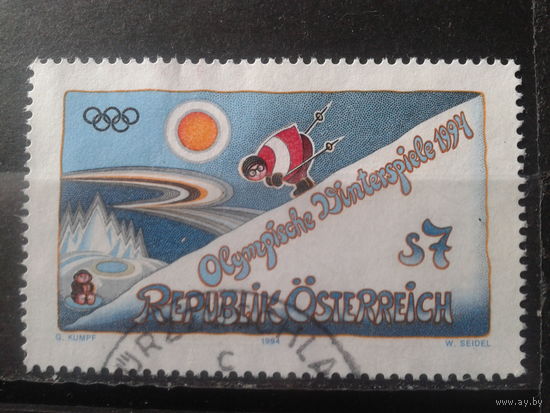 Olympische Winterspiele 1994
s7
REPUBLIK ÖSTERREICH
G. KUMPF 1994 W. SEIDEL
C
www.ay.by